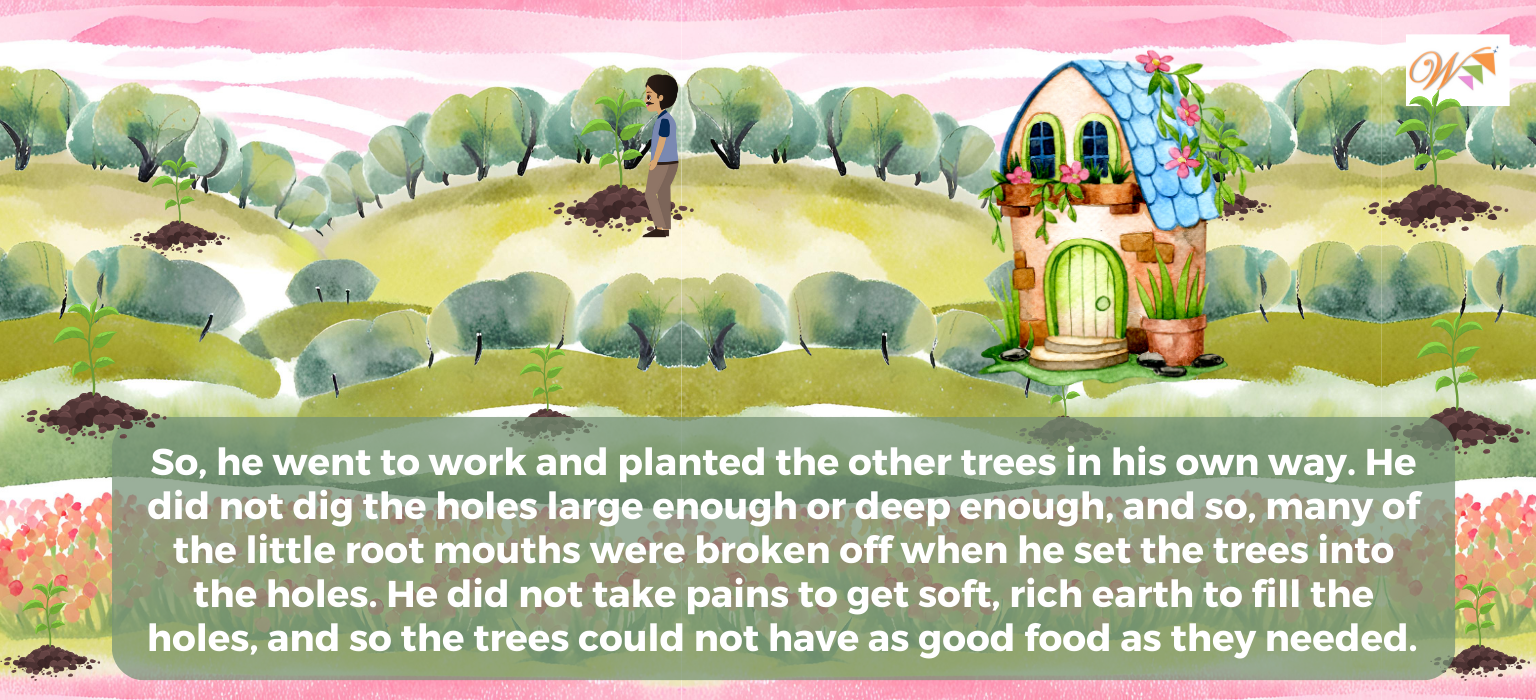 W
So, he went to work and planted the other trees in his own way. He
did not dig the holes large enough or deep enough, and so, many of
the little root mouths were broken off when he set the trees into
the holes. He did not take pains to get soft, rich earth to fill the
holes, and so the trees could not have as good food as they needed.